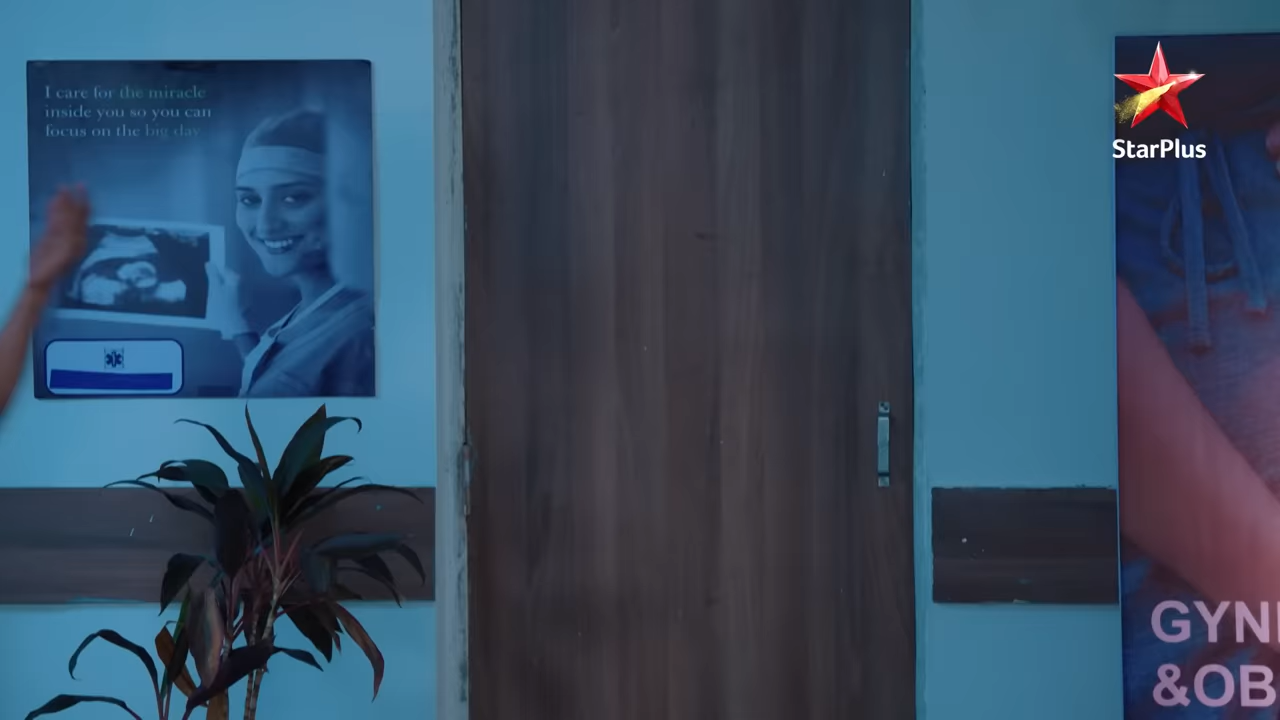 I care for the miracle
inside you so you can
focus on the big day
StarPlus
GYN
&OB